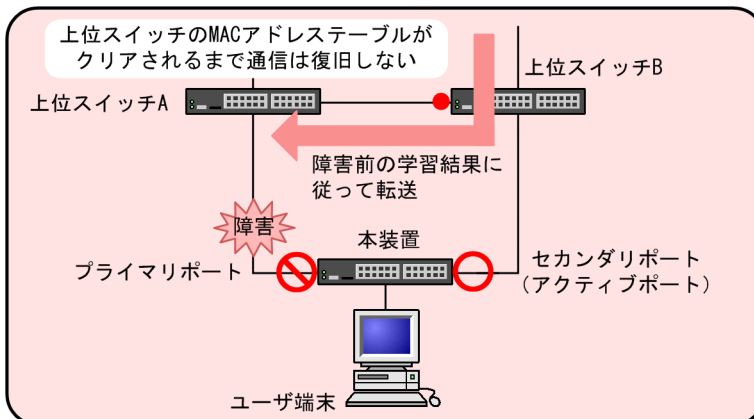 上位スイッチのMACアドレステーブルが
クリアされるまで通信は復旧しない
上位スイッチB
上位スイッチA
障害前の学習結果に
従って転送
障害
本装置
プライマリポート
セカンダリポート
（アクティブポート）
ユーザ端末